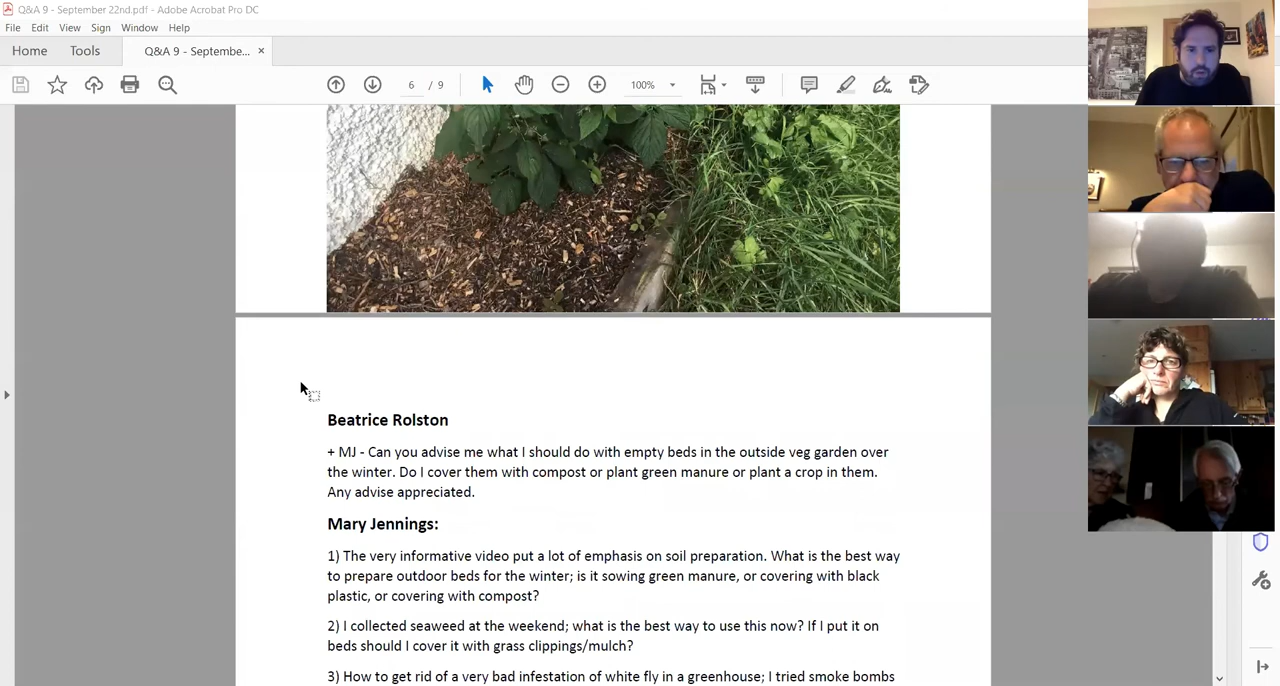 Q&A 9 - September 22nd.pdf - Adobe Acrobat Pro DC
File Edit View Sign Window Help
Home Tools Q&A 9 - Septembe... ×
6 / 9 100%
Beatrice Rolston
+ MJ - Can you advise me what I should do with empty beds in the outside veg garden over
the winter. Do I cover them with compost or plant green manure or plant a crop in them.
Any advise appreciated.
Mary Jennings:
1) The very informative video put a lot of emphasis on soil preparation. What is the best way
to prepare outdoor beds for the winter; is it sowing green manure, or covering with black
plastic, or covering with compost?
2) I collected seaweed at the weekend; what is the best way to use this now? If I put it on
beds should I cover it with grass clippings/mulch?
3) How to get rid of a very bad infestation of white fly in a greenhouse; I tried smoke bombs